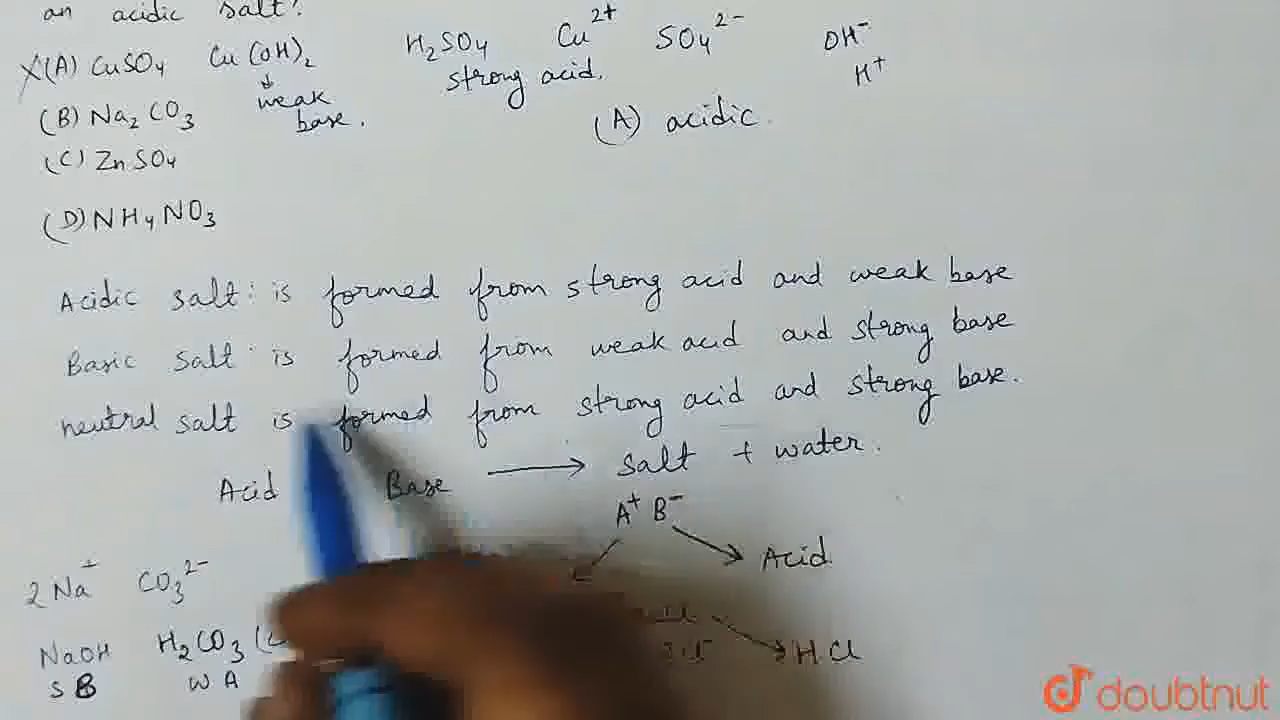 an acidic salt?
X(A) CuSO4 Cu(OH)2 H2SO4 Cu2+ SO4 2- OH-
↓ weak base. strong acid. H+
(B) Na2CO3 (A) acidic.
(C) ZnSO4
(D) NH4NO3
Acidic salt: is formed from strong acid and weak base
Basic salt: is formed from weak acid and strong base
neutral salt is formed from strong acid and strong base.
Acid Base → salt + water.
A+ B-
Acid
2Na+ CO3 2-
NaOH H2CO3 HCl
SB WA
doubtnut